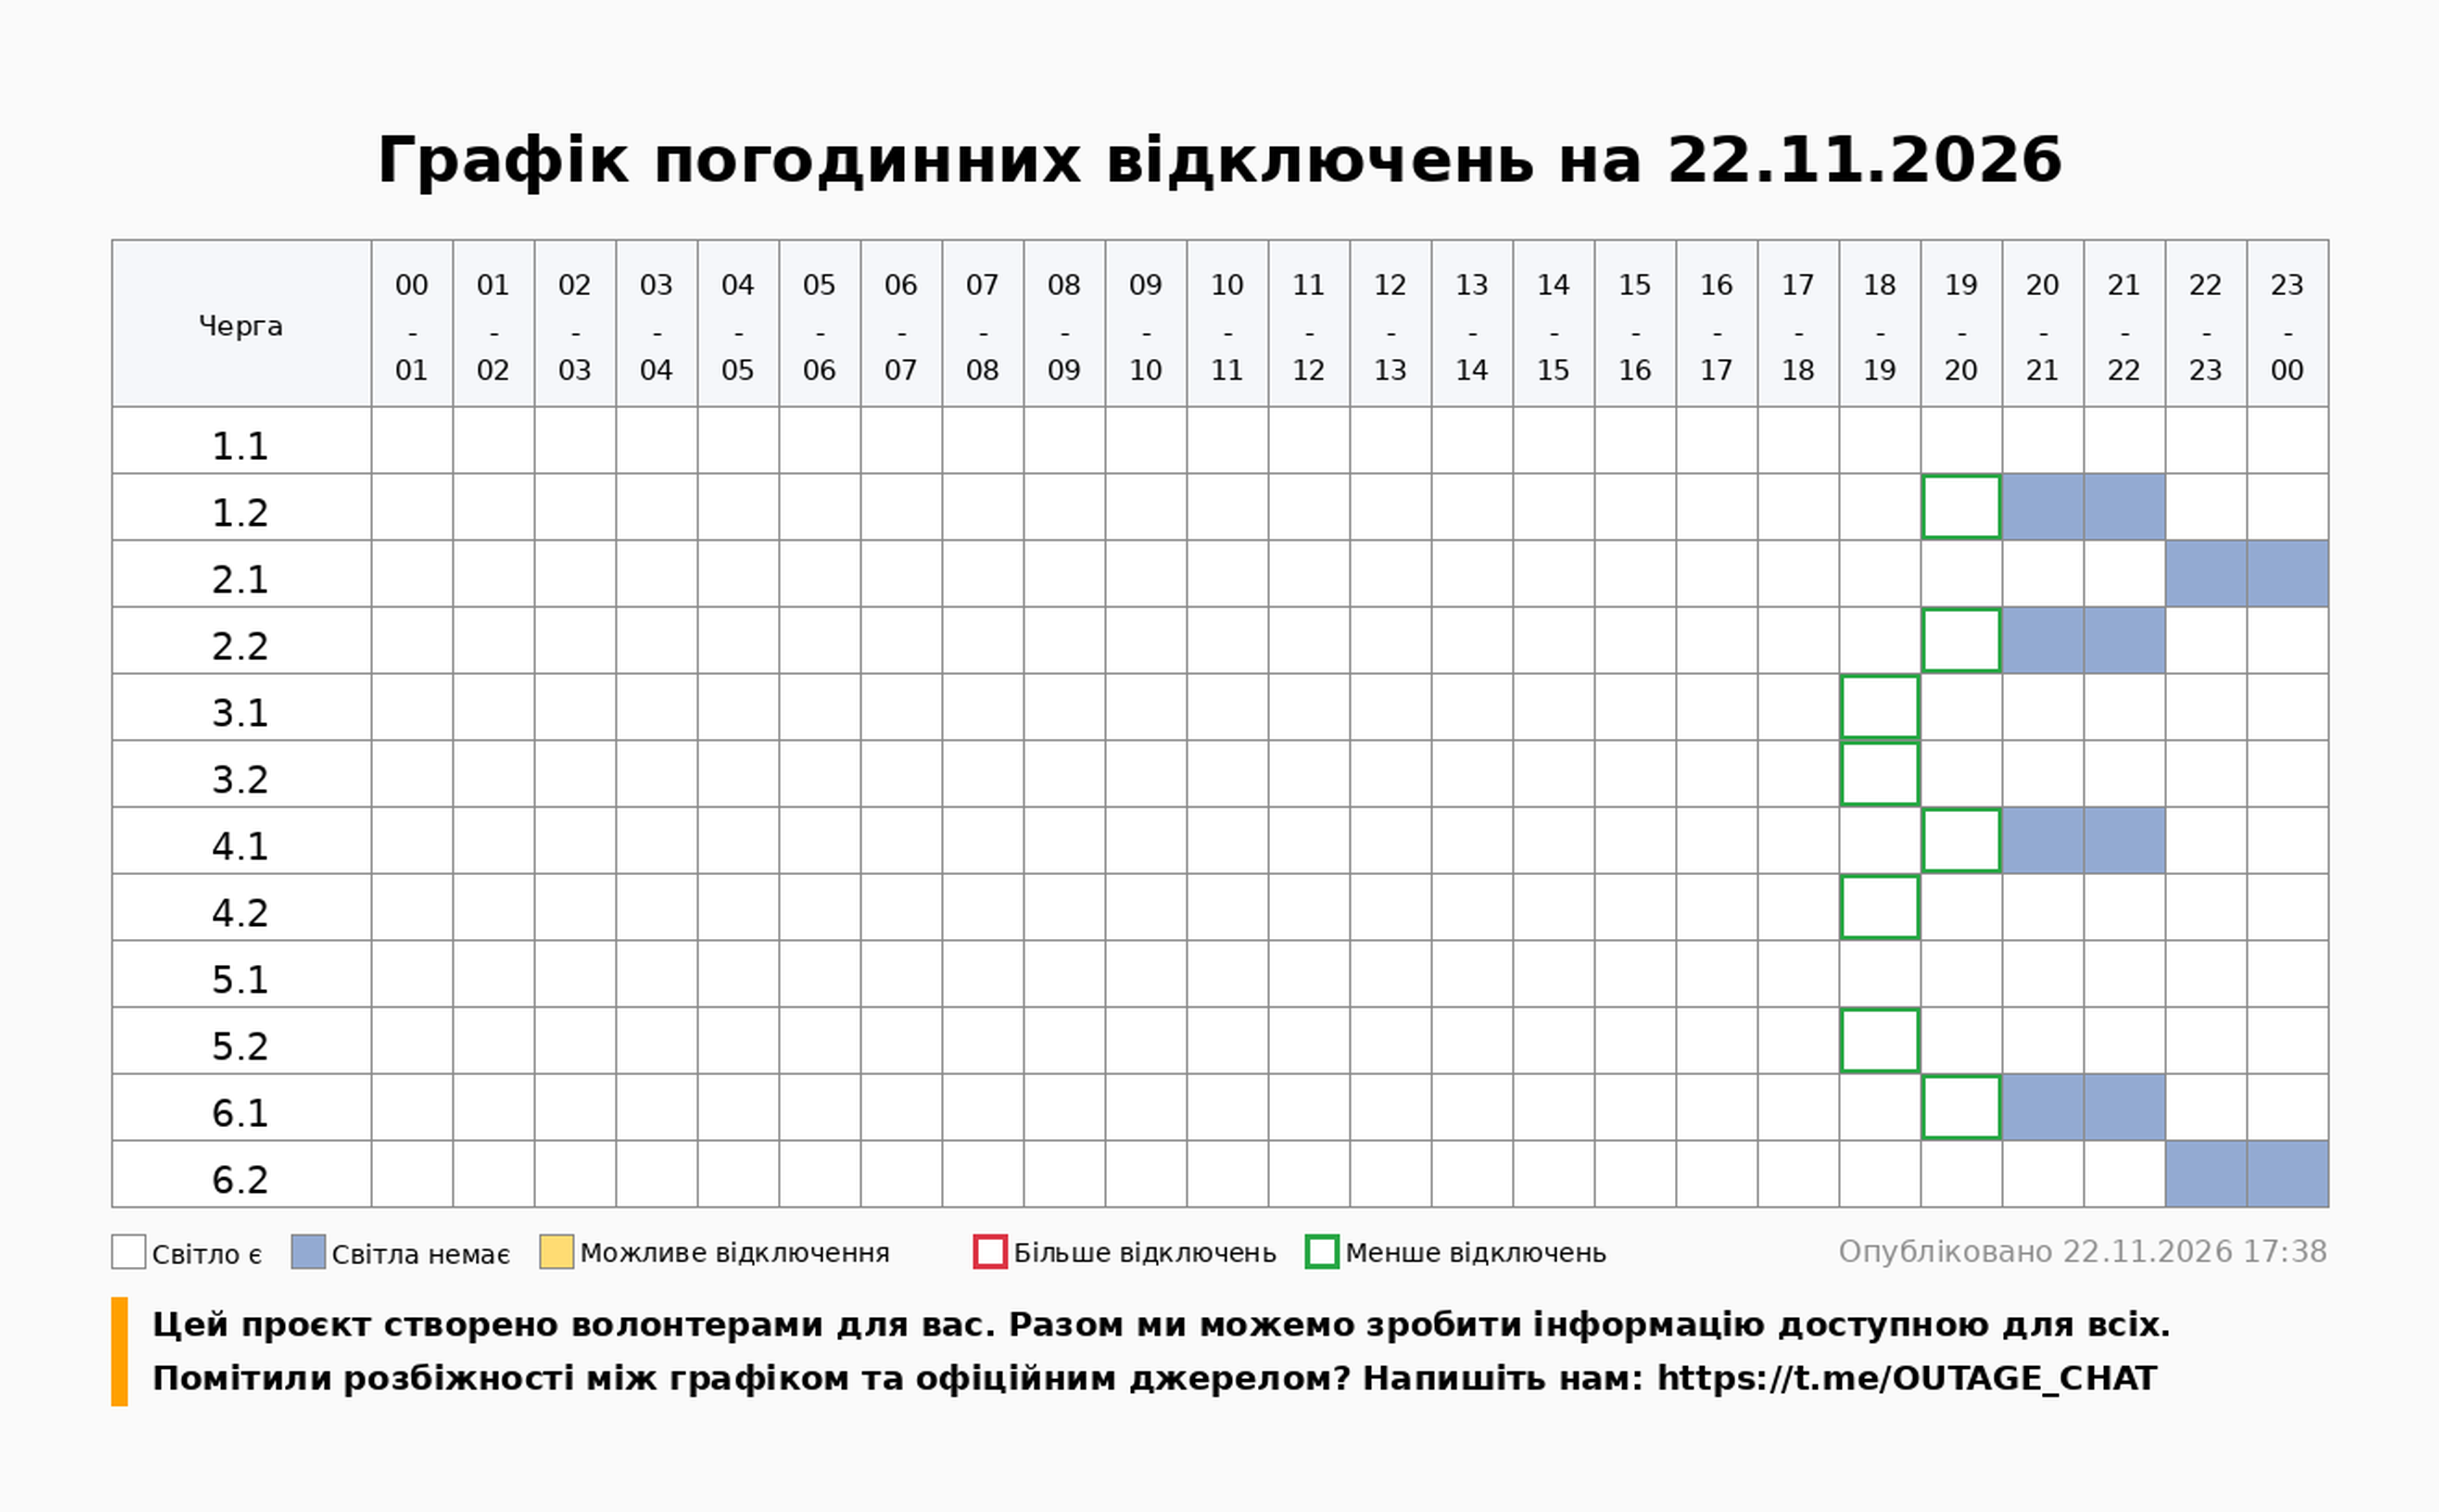 Графік погодинних відключень на 22.11.2026
Черга 00 - 01 01 - 02 02 - 03 03 - 04 04 - 05 05 - 06 06 - 07 07 - 08 08 - 09 09 - 10 10 - 11 11 - 12 12 - 13 13 - 14 14 - 15 15 - 16 16 - 17 17 - 18 18 - 19 19 - 20 20 - 21 21 - 22 22 - 23 23 - 00
1.1
1.2
2.1
2.2
3.1
3.2
4.1
4.2
5.1
5.2
6.1
6.2
Світло є Світла немає Можливе відключення Більше відключень Менше відключень Опубліковано 22.11.2026 17:38
Цей проєкт створено волонтерами для вас. Разом ми можемо зробити інформацію доступною для всіх.
Помітили розбіжності між графіком та офіційним джерелом? Напишіть нам: https://t.me/OUTAGE_CHAT